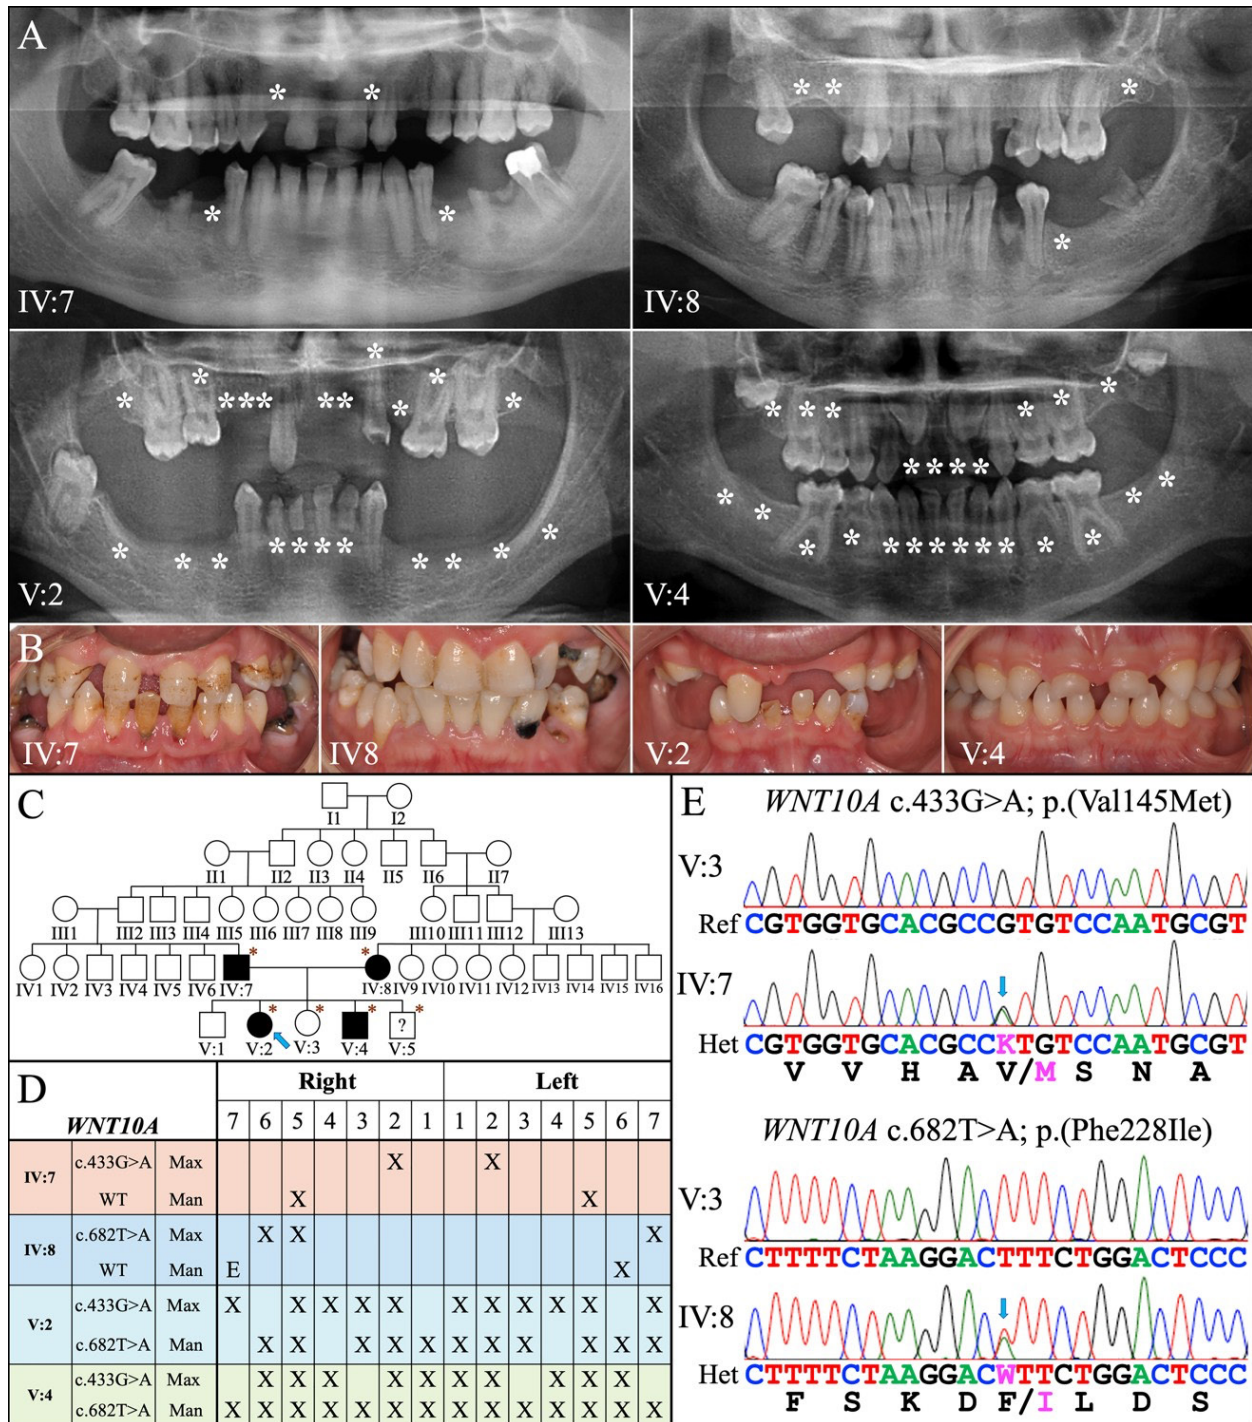 A
IV:7
IV:8
V:2
V:4
B
IV:7
IV8
V:2
V:4
C
I1 I2
II1 II2 II3 II4 II5 II6 II7
III1 III2 III3 III4 III5 III6 III7 III8 III9 III10 III11 III12 III13
IV1 IV2 IV3 IV4 IV5 IV6 IV:7 IV:8 IV9 IV10 IV11 IV12 IV13 IV14 IV15 IV16
?
V:1 V:2 V:3 V:4 V:5
D
Right Left
WNT10A 7 6 5 4 3 2 1 1 2 3 4 5 6 7
IV:7 c.433G>A Max X X
WT Man X X
IV:8 c.682T>A Max X X X
WT Man E X
V:2 c.433G>A Max X X X X X X X X X X X
c.682T>A Man X X X X X X X X X X X
V:4 c.433G>A Max X X X X X X X X X X
c.682T>A Man X X X X X X X X X X X X X X
E
WNT10A c.433G>A; p.(Val145Met)
V:3
Ref CGTGGTGCACGCCGTGTCCAATGCGT
IV:7
Het CGTGGTGCACGCCKTGTCCAATGCGT
V V H A V/M S N A
WNT10A c.682T>A; p.(Phe228Ile)
V:3
Ref CTTTTCTAAGGACTTTCTGGACTCCC
IV:8
Het CTTTTCTAAGGACWTTCTGGACTCCC
F S K D F/I L D S